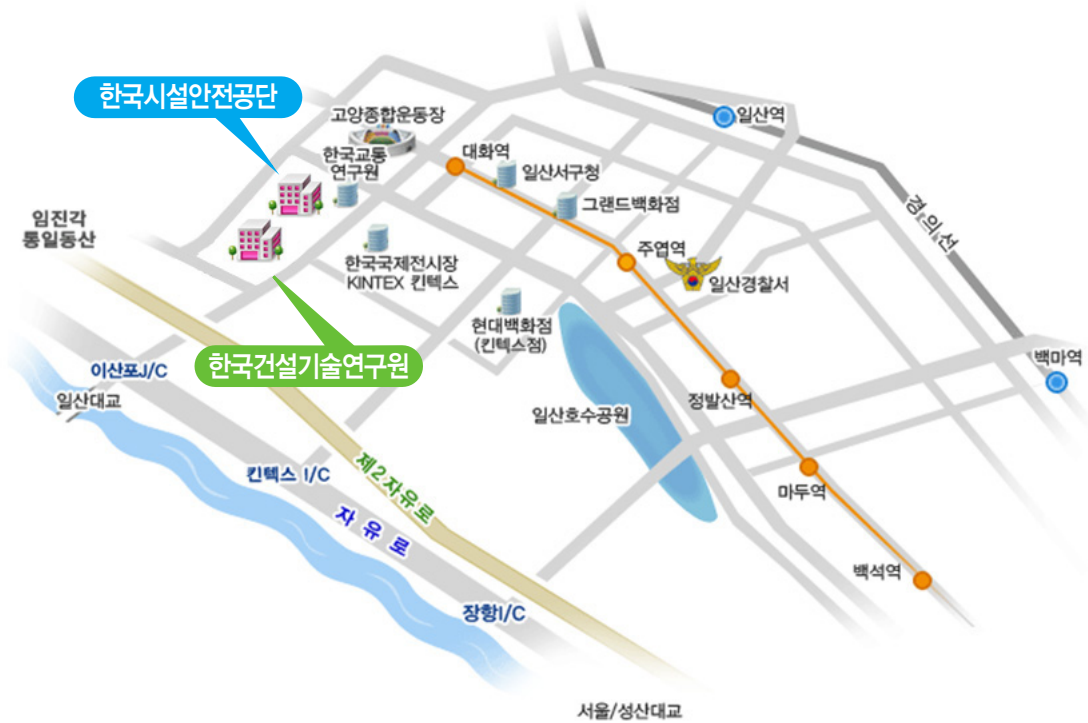 한국시설안전공단
고양종합운동장
일산역
한국교통
연구원
대화역
일산서구청
그랜드백화점
경의선
임진각
통일동산
주엽역
한국국제전시장
KINTEX 킨텍스
일산경찰서
현대백화점
(킨텍스점)
한국건설기술연구원
백마역
이산포J/C
일산대교
정발산역
일산호수공원
킨텍스 I/C
제2자유로
마두역
자유로
백석역
장항I/C
서울/성산대교